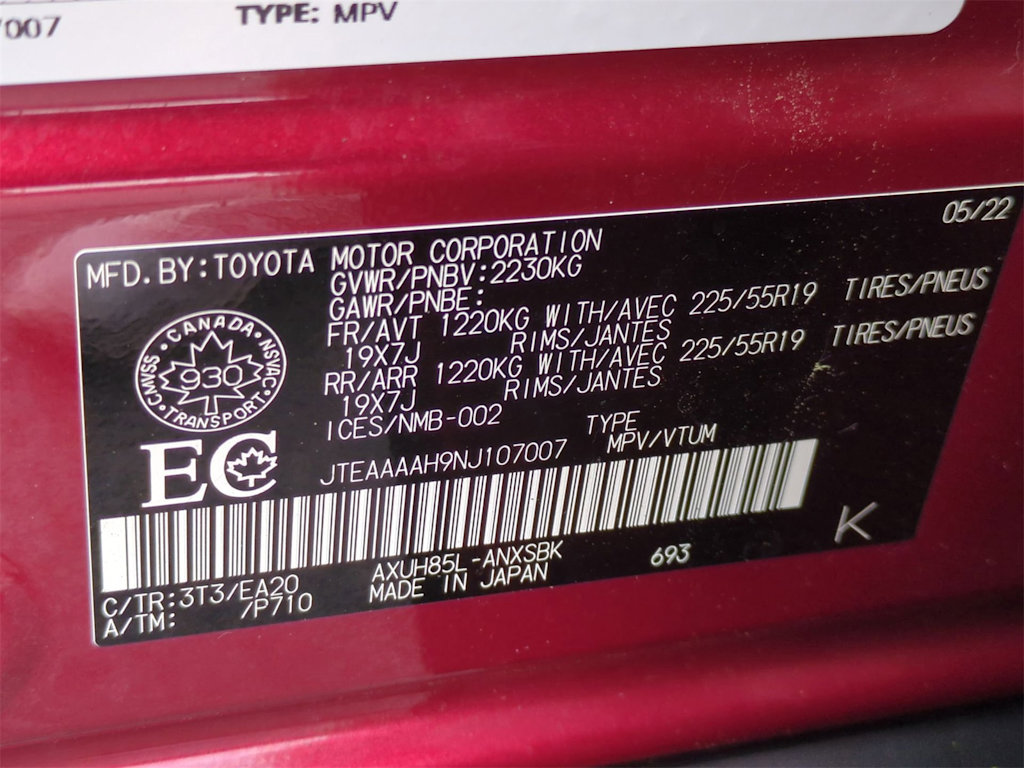 7007
TYPE: MPV
05/22
MFD. BY: TOYOTA MOTOR CORPORATION
GVWR/PNBV: 2230KG
GAWR/PNBE:
FR/AVT 1220KG WITH/AVEC 225/55R19 TIRES/PNEUS
19X7J RIMS/JANTES
RR/ARR 1220KG WITH/AVEC 225/55R19 TIRES/PNEUS
19X7J RIMS/JANTES
ICES/NMB-002
TYPE
JTEAAAAH9NJ107007 MPV/VTUM
CANADA
CMVSS 930 NSVAC
TRANSPORT
EC
AXUH85L-ANXSBK 693
MADE IN JAPAN
K
C/TR: 3T3/EA20
A/TM: /P710